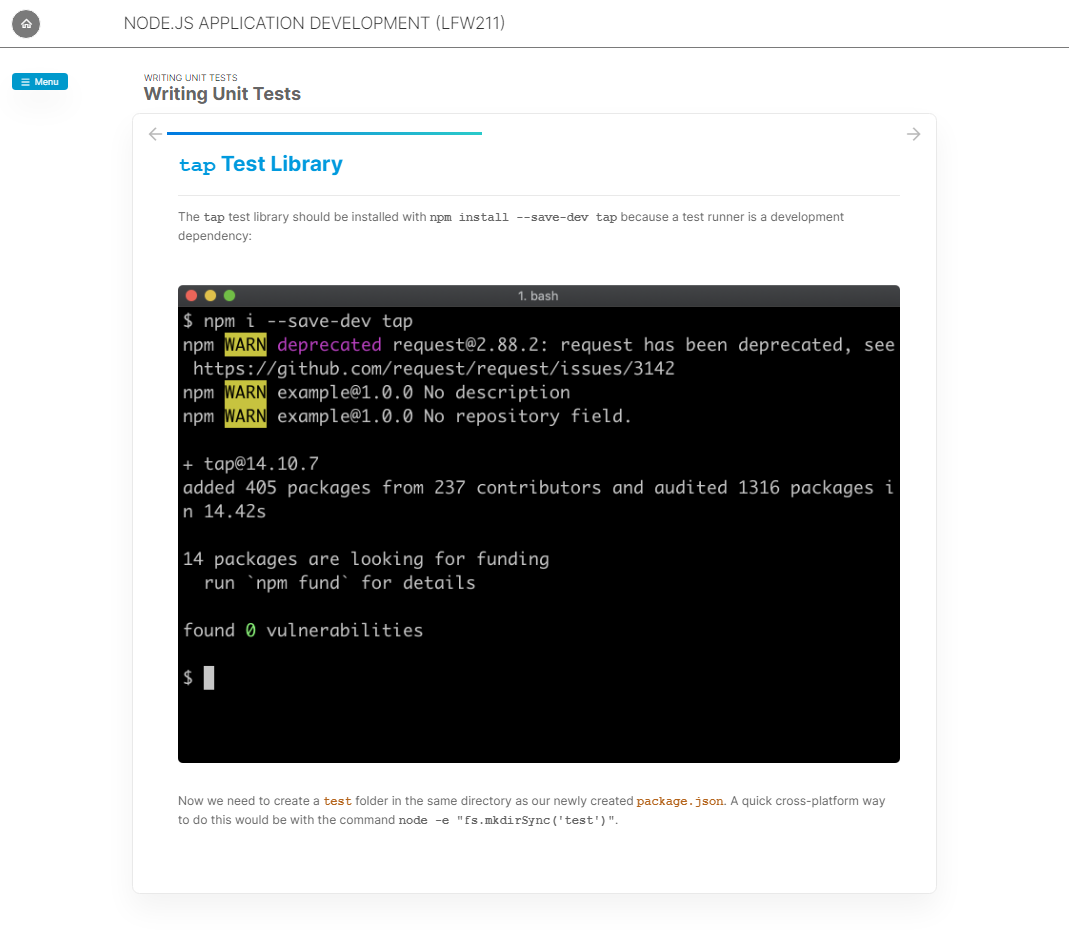 NODE.JS APPLICATION DEVELOPMENT (LFW211)
Menu
WRITING UNIT TESTS
Writing Unit Tests
tap Test Library
The tap test library should be installed with npm install --save-dev tap because a test runner is a development
dependency:
1. bash
$ npm i --save-dev tap
npm WARN deprecated request@2.88.2: request has been deprecated, see
https://github.com/request/request/issues/3142
npm WARN example@1.0.0 No description
npm WARN example@1.0.0 No repository field.
+ tap@14.10.7
added 405 packages from 237 contributors and audited 1316 packages i
n 14.42s
14 packages are looking for funding
run `npm fund` for details
found 0 vulnerabilities
$
Now we need to create a test folder in the same directory as our newly created package.json. A quick cross-platform way
to do this would be with the command node -e "fs.mkdirSync('test')".